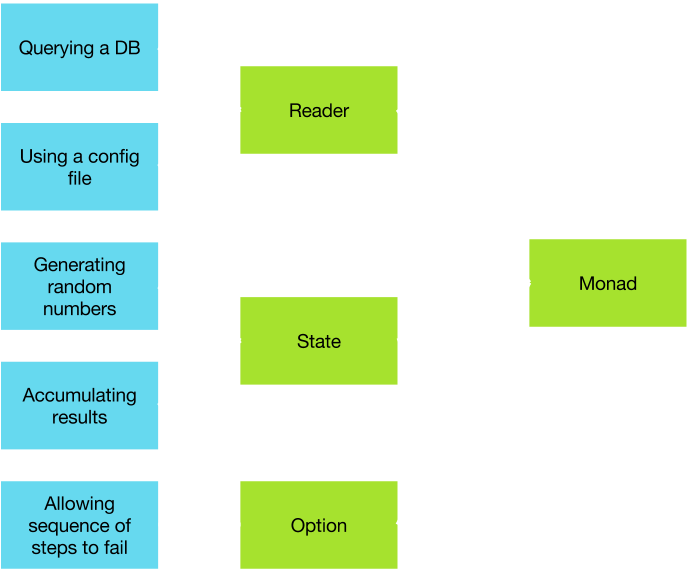 Querying a DB
Using a config
file
Generating
random
numbers
Accumulating
results
Allowing
sequence of
steps to fail
Reader
State
Option
Monad